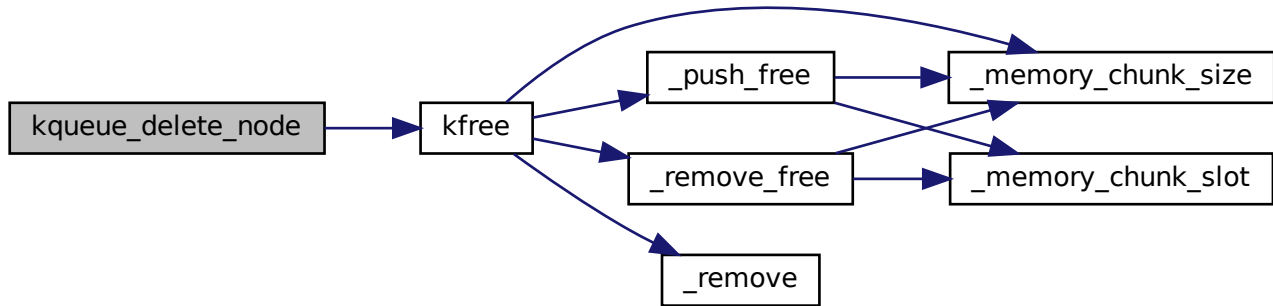 kqueue_delete_node
kfree
_push_free
_remove_free
_remove
_memory_chunk_size
_memory_chunk_slot